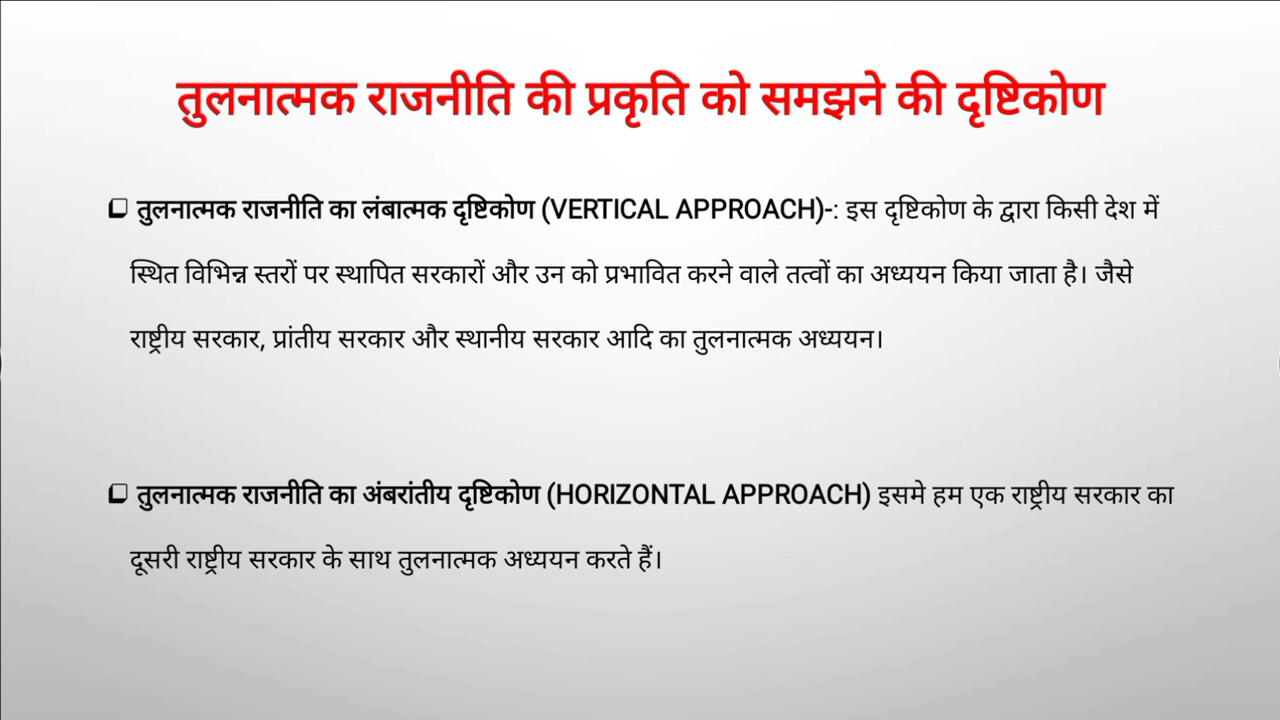 तुलनात्मक राजनीति की प्रकृति को समझने की दृष्टिकोण
तुलनात्मक राजनीति का लंबात्मक दृष्टिकोण (VERTICAL APPROACH)-: इस दृष्टिकोण के द्वारा किसी देश में
स्थित विभिन्न स्तरों पर स्थापित सरकारों और उन को प्रभावित करने वाले तत्वों का अध्ययन किया जाता है। जैसे
राष्ट्रीय सरकार, प्रांतीय सरकार और स्थानीय सरकार आदि का तुलनात्मक अध्ययन।
तुलनात्मक राजनीति का अंबरांतीय दृष्टिकोण (HORIZONTAL APPROACH) इसमे हम एक राष्ट्रीय सरकार का
दूसरी राष्ट्रीय सरकार के साथ तुलनात्मक अध्ययन करते हैं।